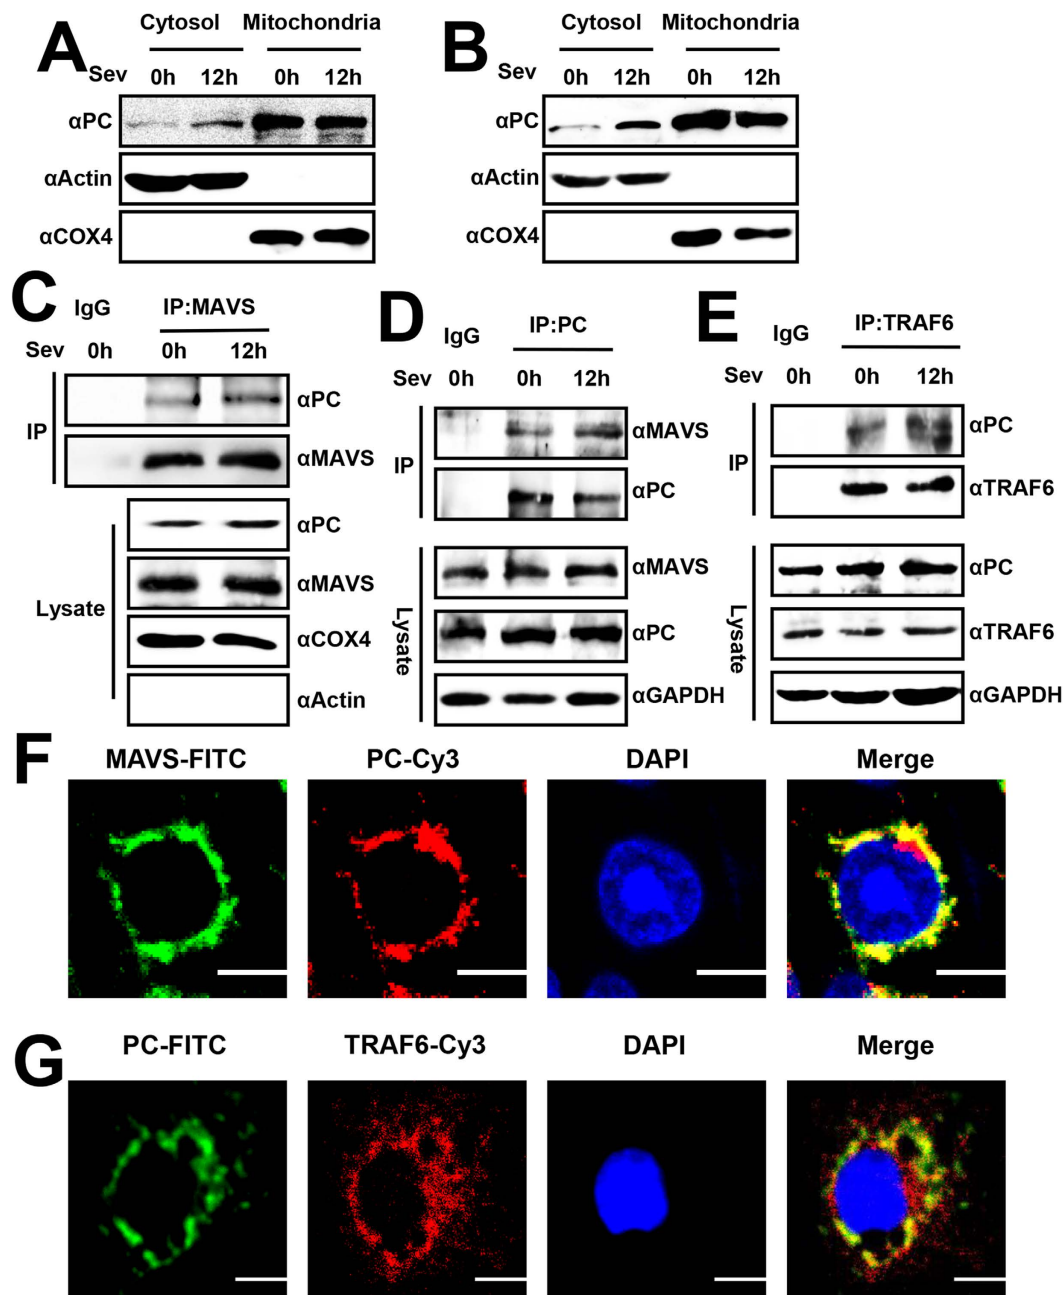 A
Cytosol Mitochondria
Sev 0h 12h 0h 12h
αPC
αActin
αCOX4
B
Cytosol Mitochondria
Sev 0h 12h 0h 12h
αPC
αActin
αCOX4
C
IgG IP:MAVS
Sev 0h 0h 12h
IP
αPC
αMAVS
Lysate
αPC
αMAVS
αCOX4
αActin
D
IgG IP:PC
Sev 0h 0h 12h
IP
αMAVS
αPC
Lysate
αMAVS
αPC
αGAPDH
E
IgG IP:TRAF6
Sev 0h 0h 12h
IP
αPC
αTRAF6
Lysate
αPC
αTRAF6
αGAPDH
F
MAVS-FITC PC-Cy3 DAPI Merge
G
PC-FITC TRAF6-Cy3 DAPI Merge